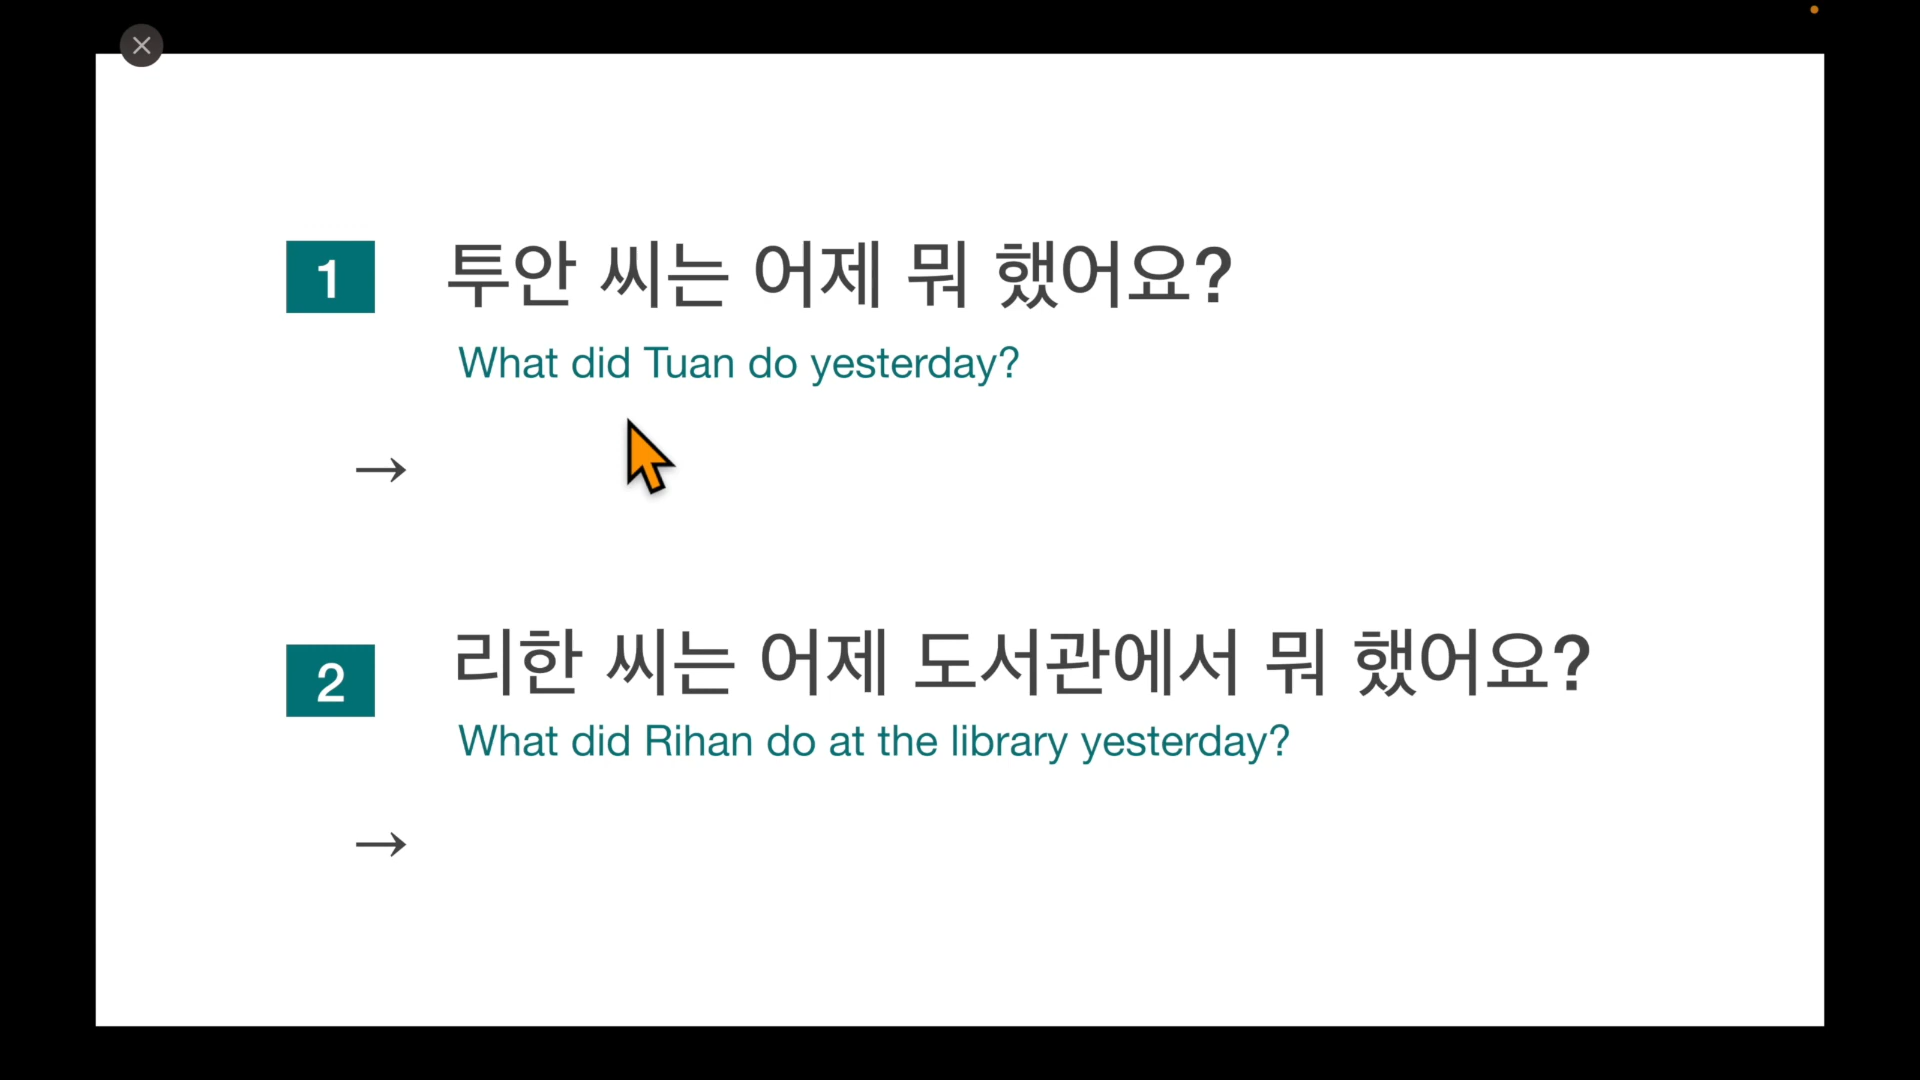 1 투안 씨는 어제 뭐 했어요?
What did Tuan do yesterday?
→
2 리한 씨는 어제 도서관에서 뭐 했어요?
What did Rihan do at the library yesterday?
→